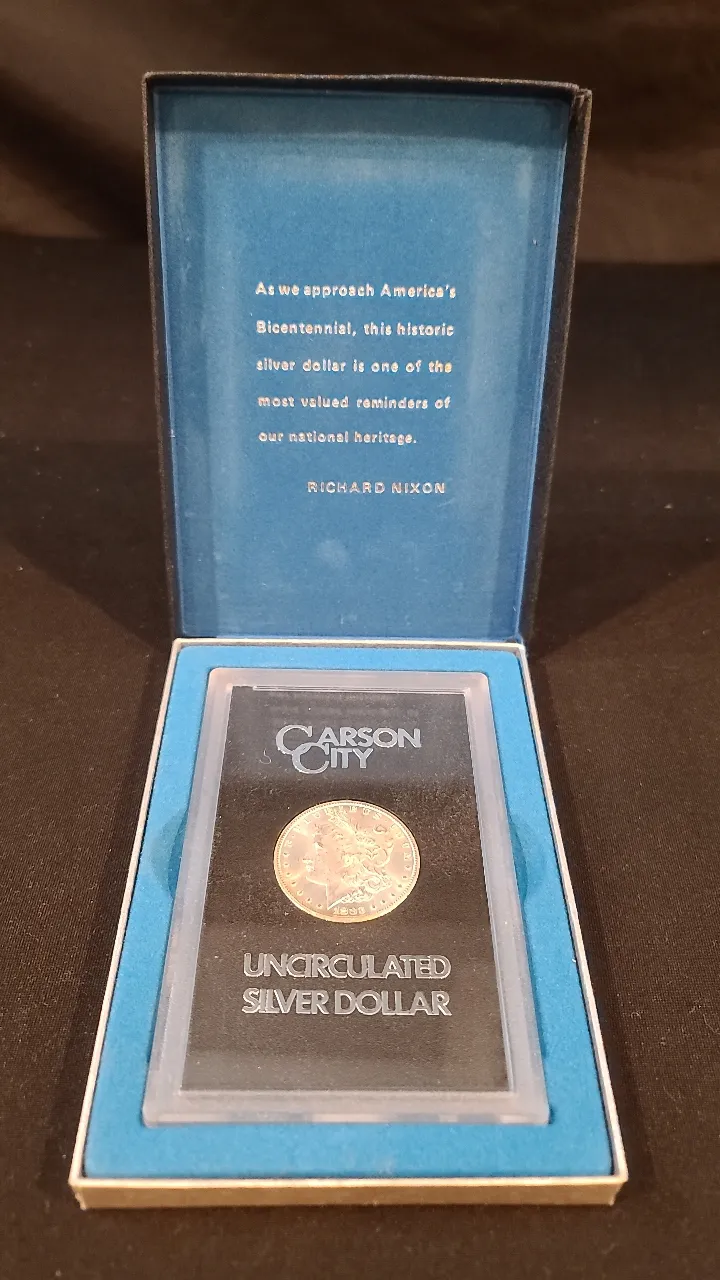 As we approach America's
Bicentennial, this historic
silver dollar is one of the
most valued reminders of
our national heritage.
RICHARD NIXON
CARSON
CITY
UNCIRCULATED
SILVER DOLLAR